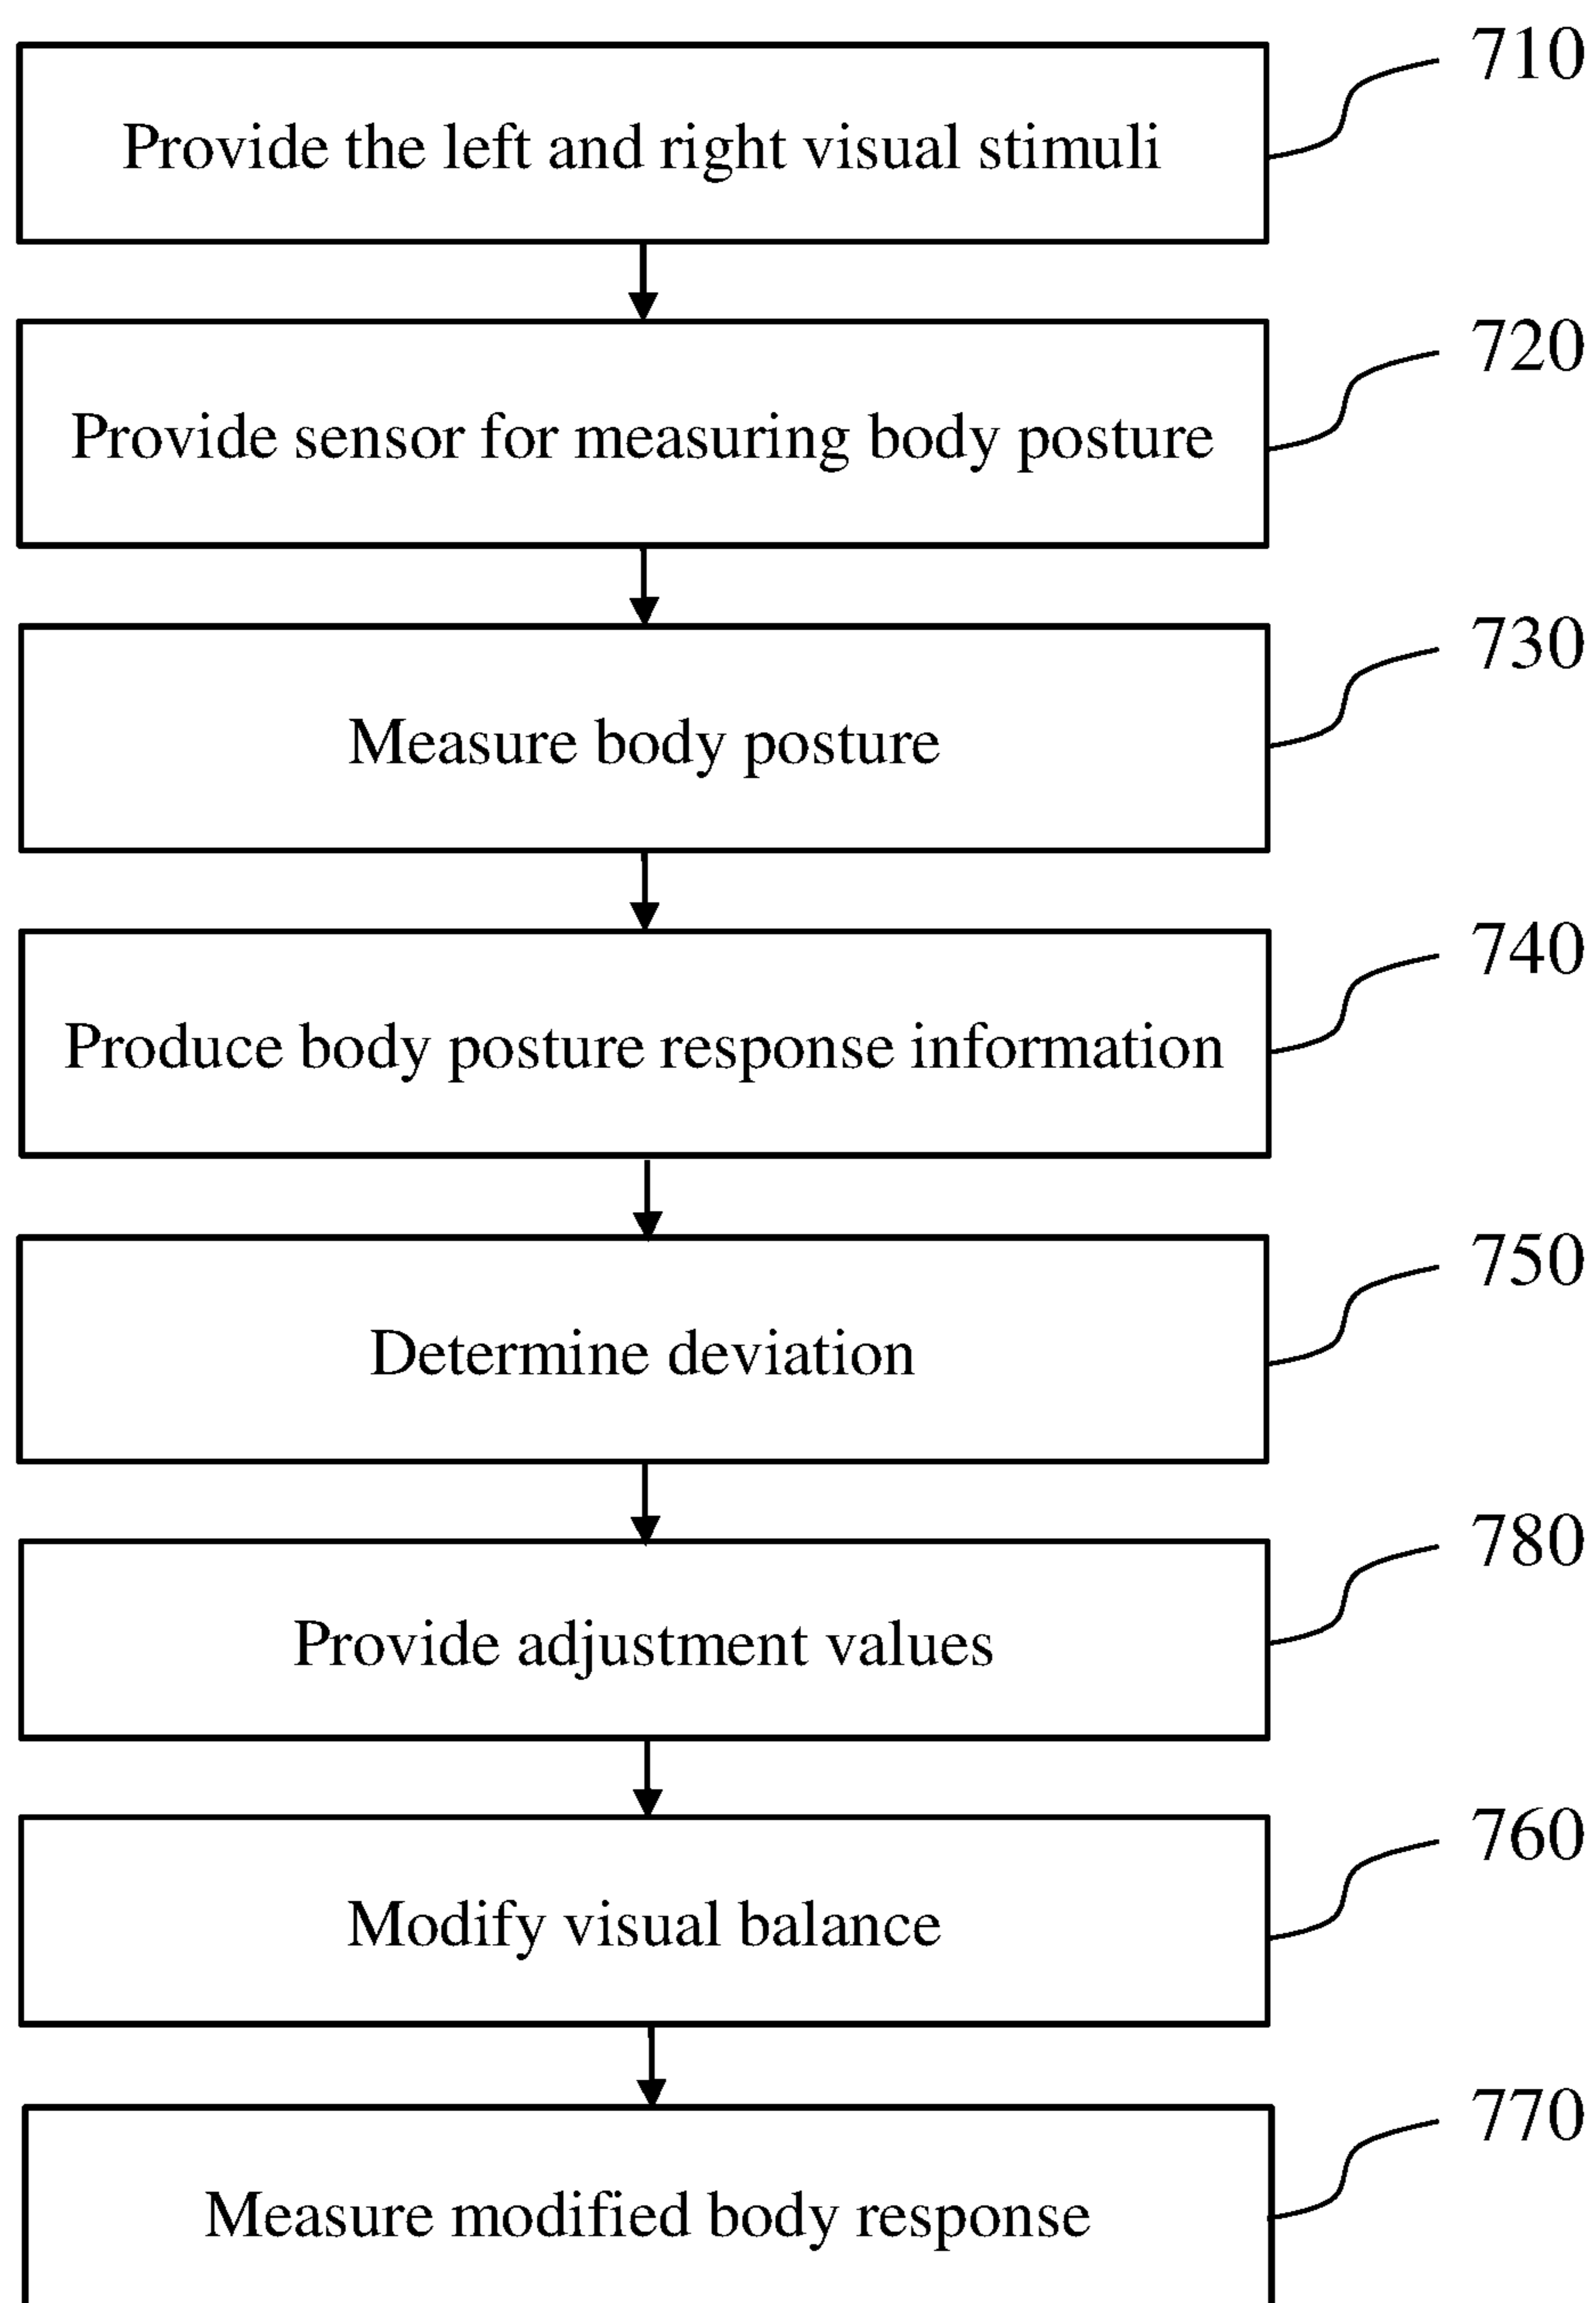 710
Provide the left and right visual stimuli
720
Provide sensor for measuring body posture
730
Measure body posture
740
Produce body posture response information
750
Determine deviation
780
Provide adjustment values
760
Modify visual balance
770
Measure modified body response